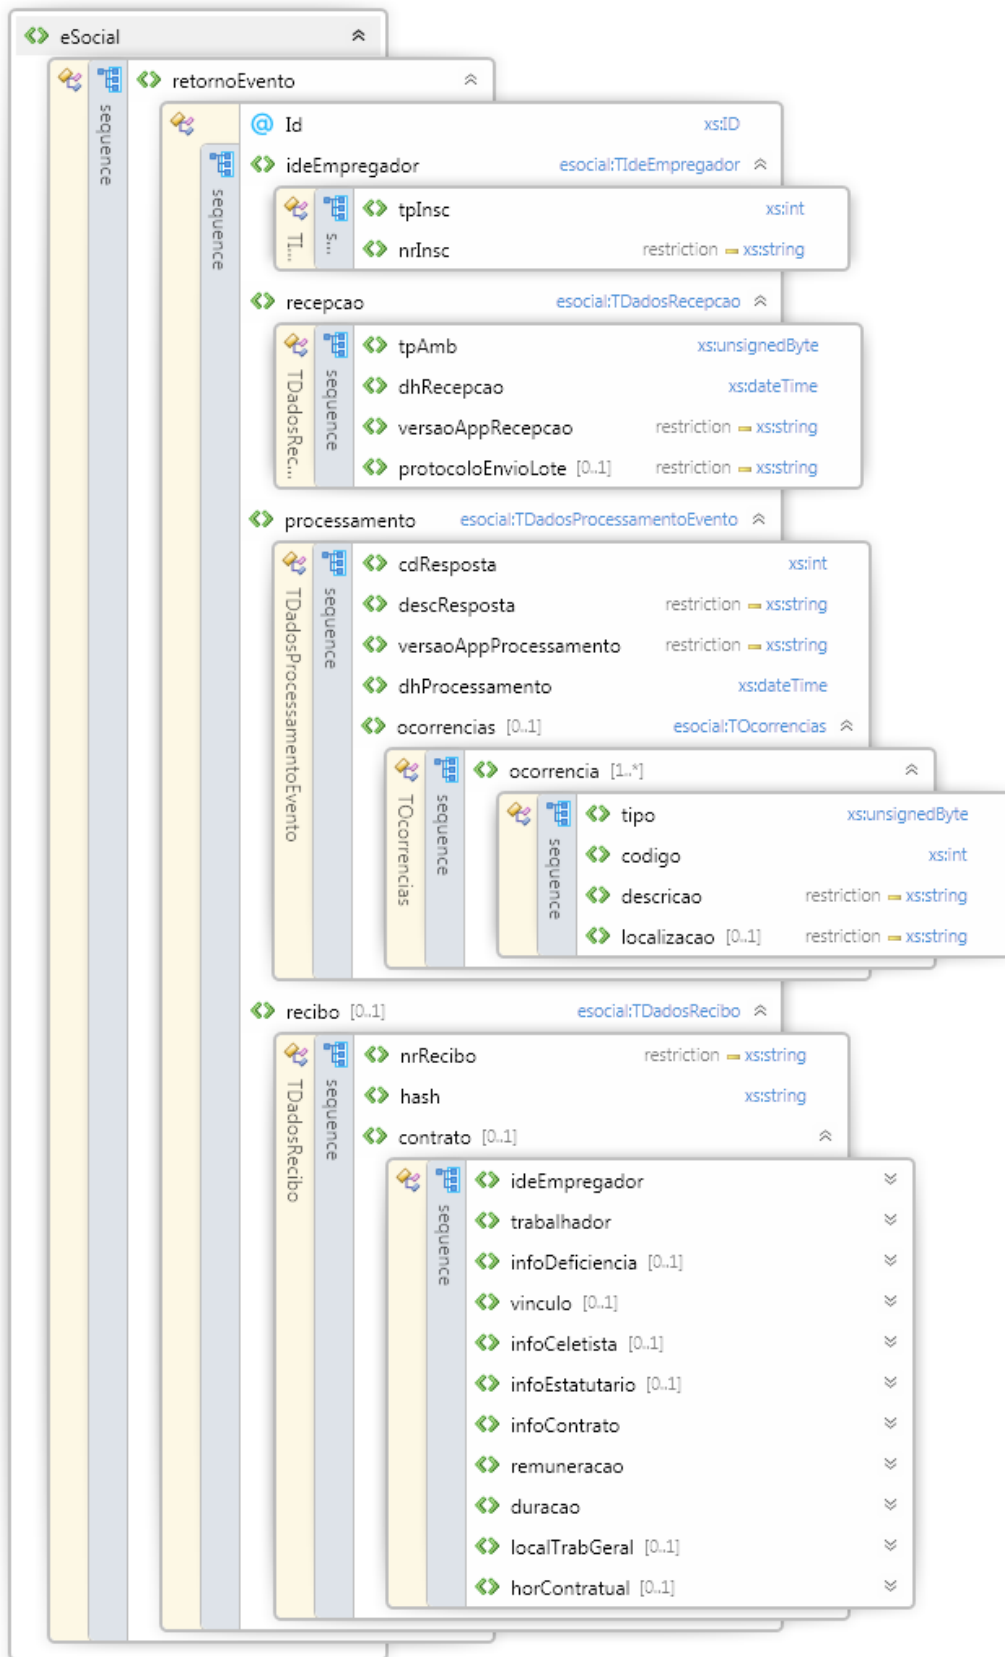 eSocial
sequence
retornoEvento
sequence
@ Id xs:ID
ideEmpregador esocial:TIdeEmpregador
TI...
s...
tpInsc xs:int
nrInsc restriction xs:string
recepcao esocial:TDadosRecepcao
TDadosRec...
sequence
tpAmb xs:unsignedByte
dhRecepcao xs:dateTime
versaoAppRecepcao restriction xs:string
protocoloEnvioLote [0..1] restriction xs:string
processamento esocial:TDadosProcessamentoEvento
TDadosProcessamentoEvento
sequence
cdResposta xs:int
descResposta restriction xs:string
versaoAppProcessamento restriction xs:string
dhProcessamento xs:dateTime
ocorrencias [0..1] esocial:TOcorrencias
TOcorrencias
sequence
ocorrencia [1..*]
sequence
tipo xs:unsignedByte
codigo xs:int
descricao restriction xs:string
localizacao [0..1] restriction xs:string
recibo [0..1] esocial:TDadosRecibo
TDadosRecibo
sequence
nrRecibo restriction xs:string
hash xs:string
contrato [0..1]
sequence
ideEmpregador
trabalhador
infoDeficiencia [0..1]
vinculo [0..1]
infoCeletista [0..1]
infoEstatutario [0..1]
infoContrato
remuneracao
duracao
localTrabGeral [0..1]
horContratual [0..1]